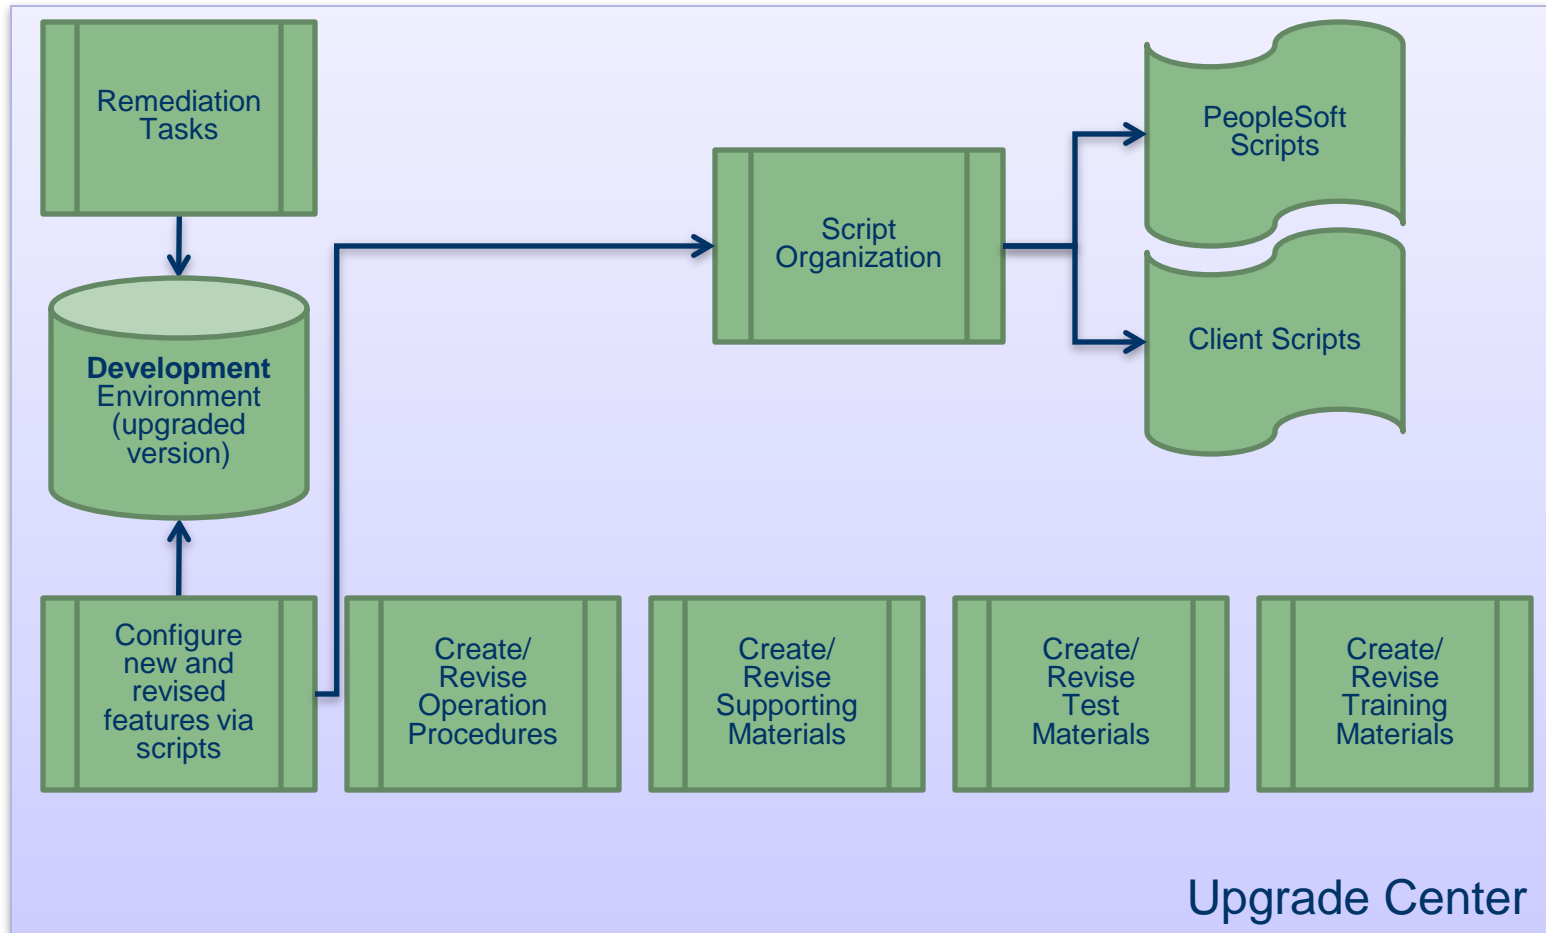 Remediation
Tasks
PeopleSoft
Scripts
Script
Organization
Client Scripts
Development
Environment
(upgraded
version)
Configure
new and
revised
features via
scripts
Create/
Revise
Operation
Procedures
Create/
Revise
Supporting
Materials
Create/
Revise
Test
Materials
Create/
Revise
Training
Materials
Upgrade Center